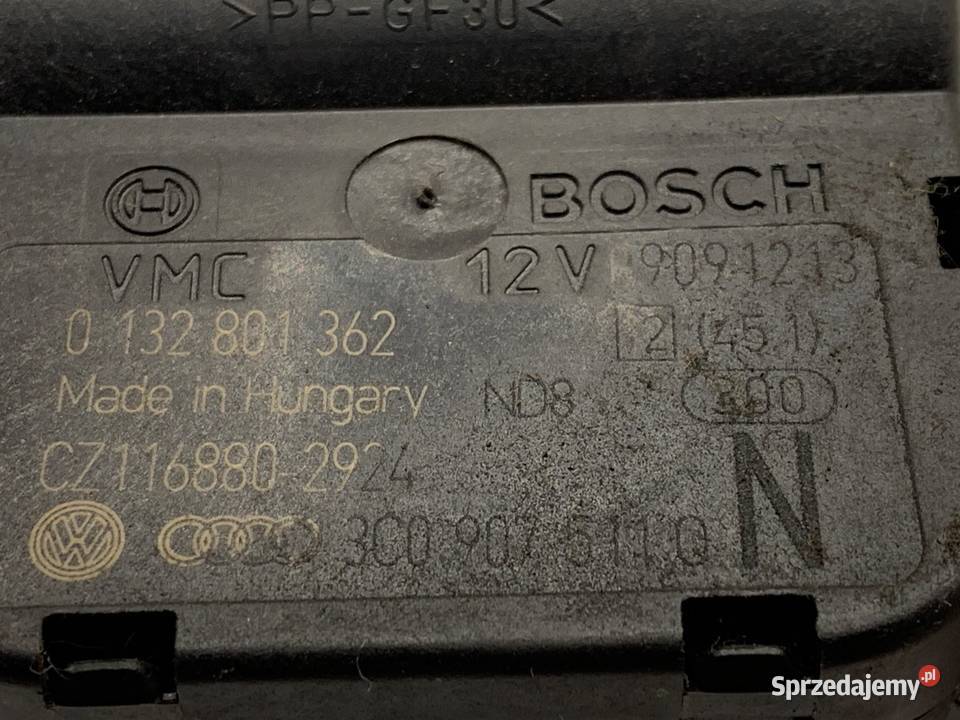 >PP-GF30<
BOSCH
VMC 12V 9091213
0 132 801 362 2 (45.1)
Made in Hungary ND8 300
CZ116880-2924
3C0 907 511 Q N
Sprzedajemy.pl